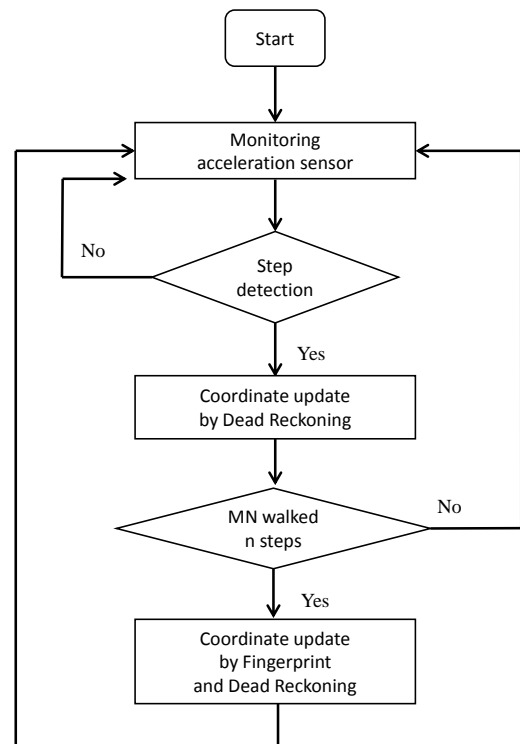 Start
Monitoring
acceleration sensor
No
Step
detection
Yes
Coordinate update
by Dead Reckoning
No
MN walked
n steps
Yes
Coordinate update
by Fingerprint
and Dead Reckoning